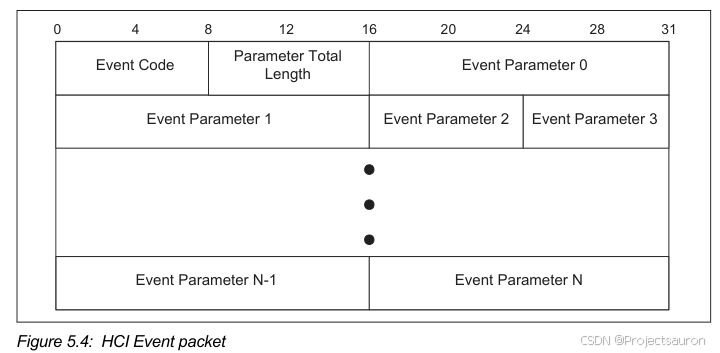 0 4 8 12 16 20 24 28 31
Event Code
Parameter Total
Length
Event Parameter 0
Event Parameter 1
Event Parameter 2
Event Parameter 3
Event Parameter N-1
Event Parameter N
Figure 5.4: HCI Event packet
CSDN @Projectsauron